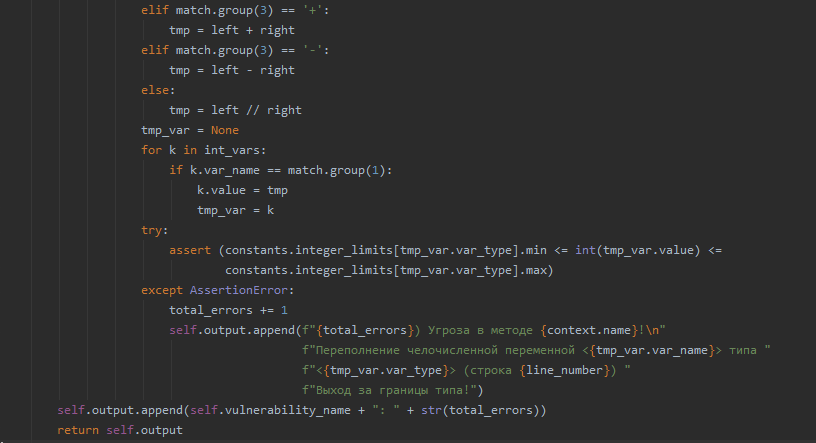 elif match.group(3) == '+':
tmp = left + right
elif match.group(3) == '-':
tmp = left - right
else:
tmp = left // right
tmp_var = None
for k in int_vars:
if k.var_name == match.group(1):
k.value = tmp
tmp_var = k
try:
assert (constants.integer_limits[tmp_var.var_type].min <= int(tmp_var.value) <=
constants.integer_limits[tmp_var.var_type].max)
except AssertionError:
total_errors += 1
self.output.append(f"{total_errors}) Угроза в методе {context.name}!\n"
f"Переполнение челочисленной переменной <{tmp_var.var_name}> типа "
f"<{tmp_var.var_type}> (строка {line_number}) "
f"Выход за границы типа!")
self.output.append(self.vulnerability_name + ": " + str(total_errors))
return self.output